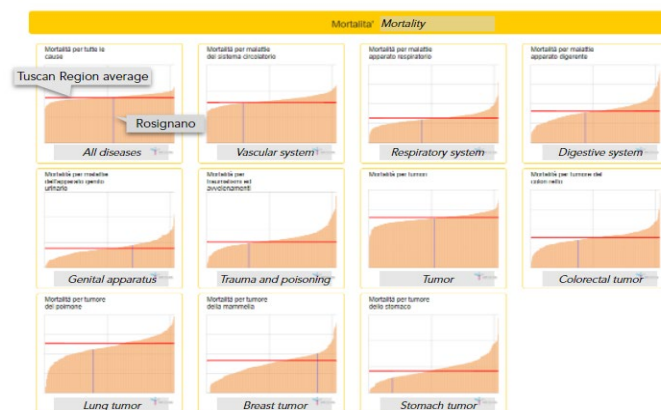 Mortalita' Mortality
Mortalità per tutte le
cause
Tuscan Region average
Rosignano
All diseases
Mortalità per malattie
del sistema circolatorio
Vascular system
Mortalità per malattie
apparato respiratorio
Respiratory system
Mortalità per malattie
apparato digerente
Digestive system
Mortalità per malattie
dell'apparato genito
urinario
Genital apparatus
Mortalità per
traumatismi ed
avvelenamenti
Trauma and poisoning
Mortalità per tumori
Tumor
Mortalità per tumore del
colon-retto
Colorectal tumor
Mortalità per tumore
del polmone
Lung tumor
Mortalità per tumore
della mammella
Breast tumor
Mortalità per tumore
dello stomaco
Stomach tumor